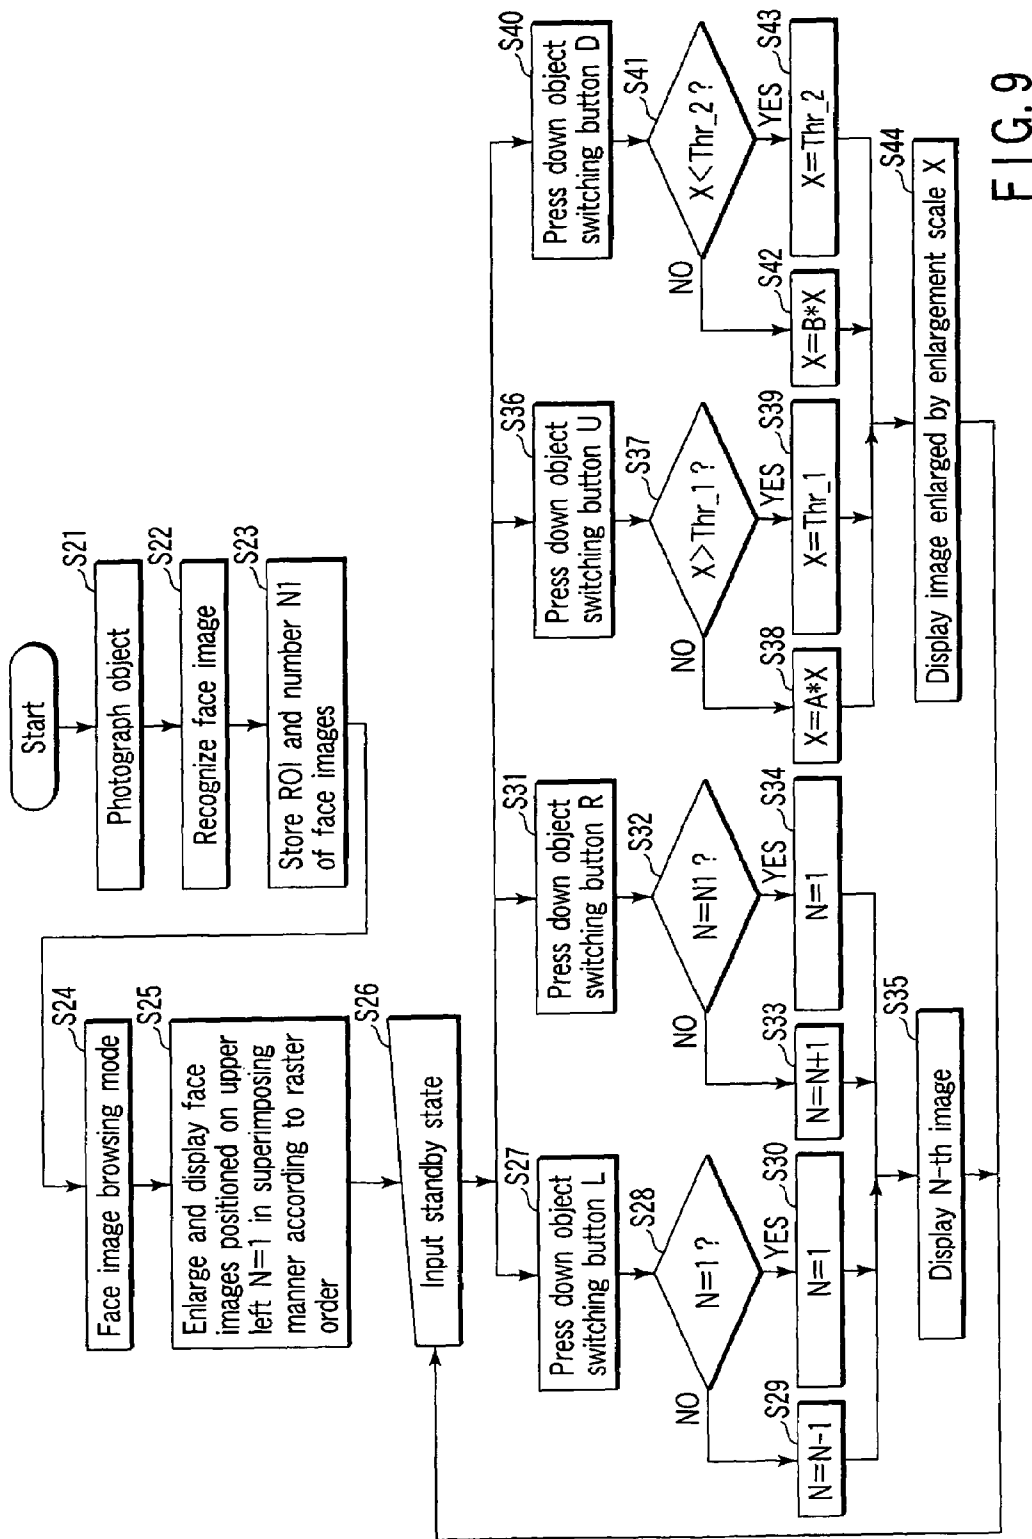 Start
S21
Photograph object
S22
Recognize face image
S23
Store ROI and number N1
of face images
S24
Face image browsing mode
S25
Enlarge and display face
images positioned on upper
left N=1 in superimposing
manner according to raster
order
S26
Input standby state
S27
Press down object
switching button L
S28
N=1 ?
NO
YES
S29
N=N-1
S30
N=1
S31
Press down object
switching button R
S32
N=N1 ?
NO
YES
S33
N=N+1
S34
N=1
S35
Display N-th image
S36
Press down object
switching button U
S37
X>Thr_1 ?
NO
YES
S38
X=A*X
S39
X=Thr_1
S40
Press down object
switching button D
S41
X<Thr_2 ?
NO
YES
S42
X=B*X
S43
X=Thr_2
S44
Display image enlarged by enlargement scale X
FIG. 9